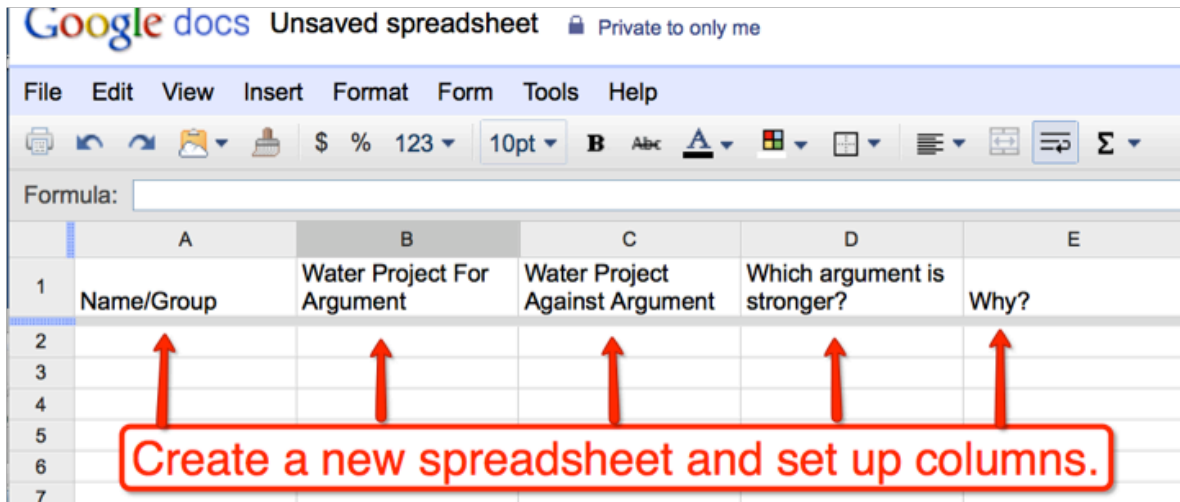 Google docs Unsaved spreadsheet Private to only me
File Edit View Insert Format Form Tools Help
$ % 123 10pt B Abc A Σ
Formula:
A B C D E
Water Project For Water Project Which argument is
1 Name/Group Argument Against Argument stronger? Why?
2
3
4
5
Create a new spreadsheet and set up columns.
6
7